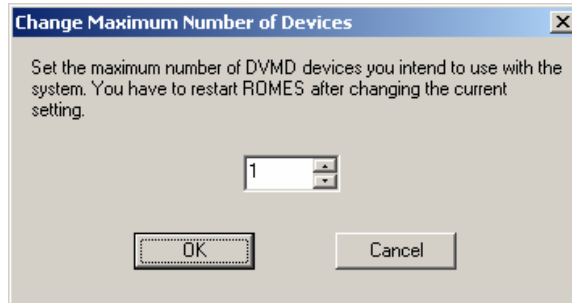 Change Maximum Number of Devices
Set the maximum number of DVMD devices you intend to use with the
system. You have to restart ROMES after changing the current
setting.
1
OK
Cancel